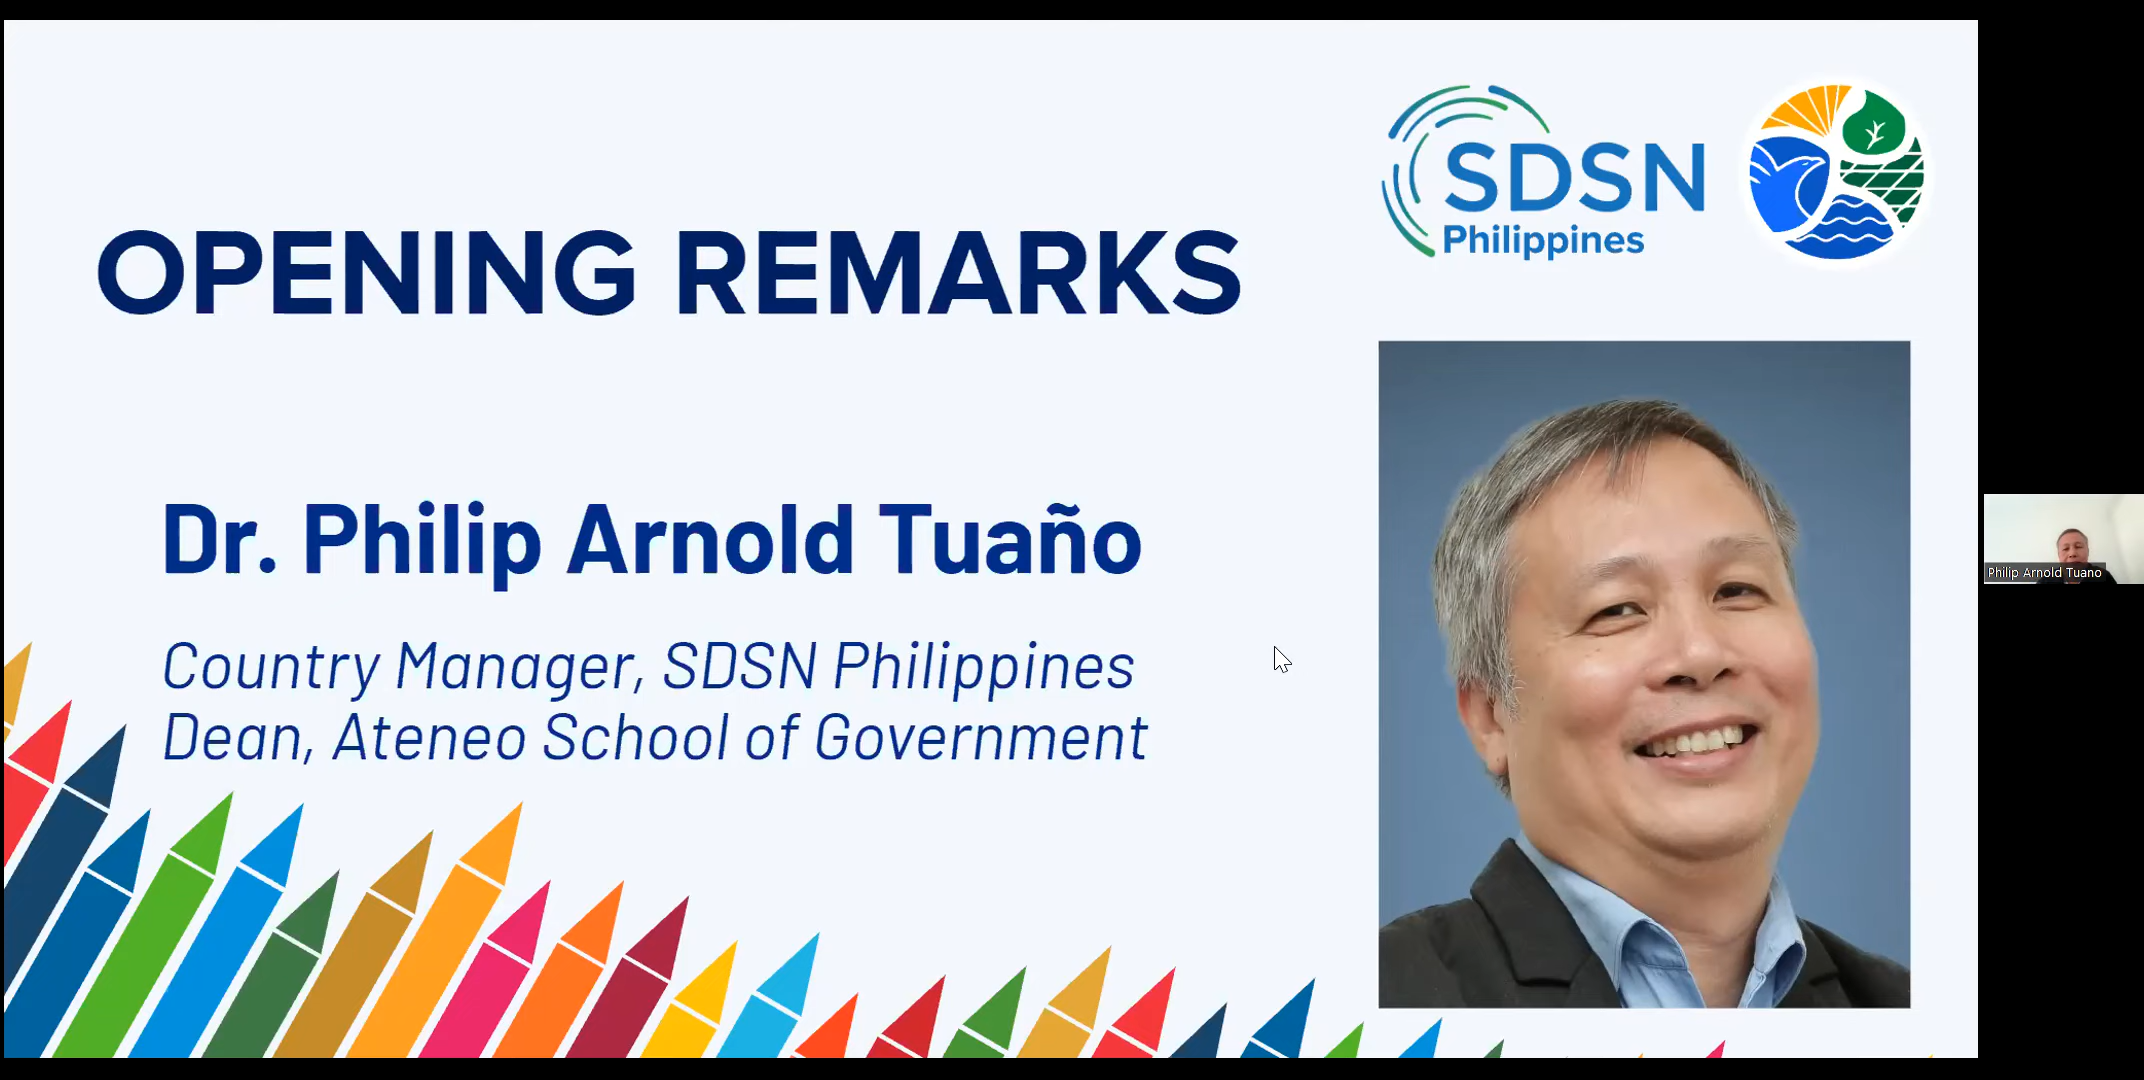 SDSN
Philippines
OPENING REMARKS
Dr. Philip Arnold Tuaño
Country Manager, SDSN Philippines
Dean, Ateneo School of Government
Philip Arnold Tuano